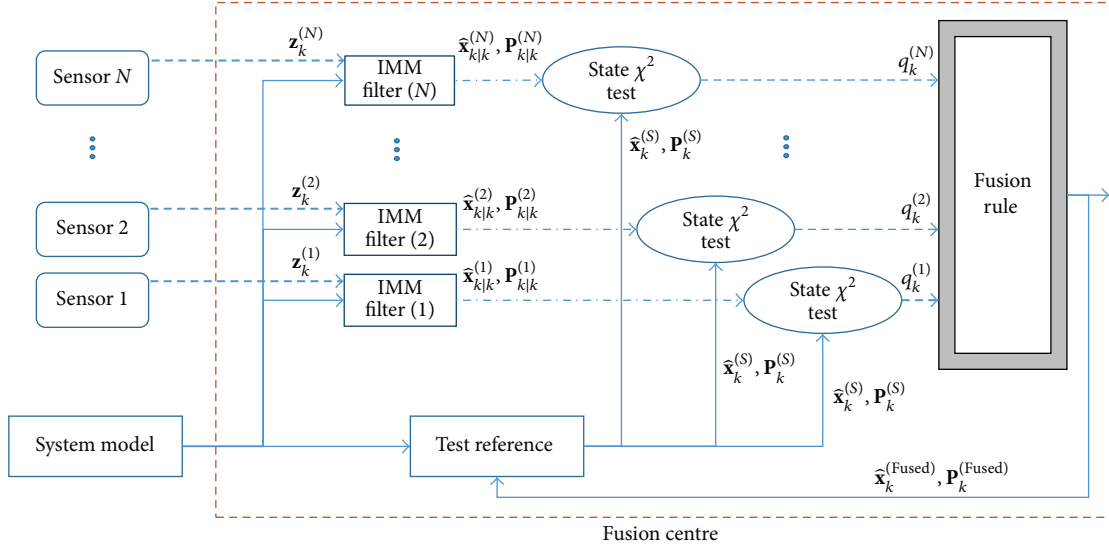 Sensor N
z_k^(N)
IMM
filter (N)
x̂_{k|k}^(N), P_{k|k}^(N)
State χ²
test
q_k^(N)
x̂_k^(S), P_k^(S)
Sensor 2
z_k^(2)
IMM
filter (2)
x̂_{k|k}^(2), P_{k|k}^(2)
State χ²
test
q_k^(2)
Sensor 1
z_k^(1)
IMM
filter (1)
x̂_{k|k}^(1), P_{k|k}^(1)
State χ²
test
q_k^(1)
Fusion
rule
x̂_k^(S), P_k^(S)
x̂_k^(S), P_k^(S)
System model
Test reference
x̂_k^(Fused), P_k^(Fused)
Fusion centre